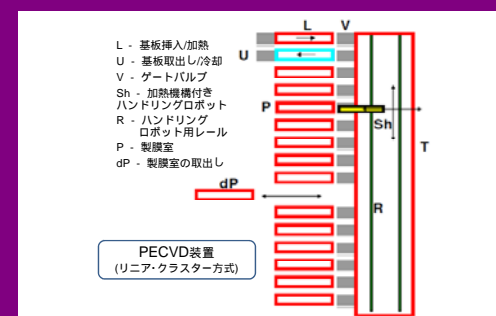 L - 基板挿入/加熱
U - 基板取出し/冷却
V - ゲートバルブ
Sh - 加熱機構付き
ハンドリングロボット
R - ハンドリング
ロボット用レール
P - 製膜室
dP - 製膜室の取出し
L
V
U
P
Sh
T
dP
R
PECVD装置
(リニア・クラスター方式)